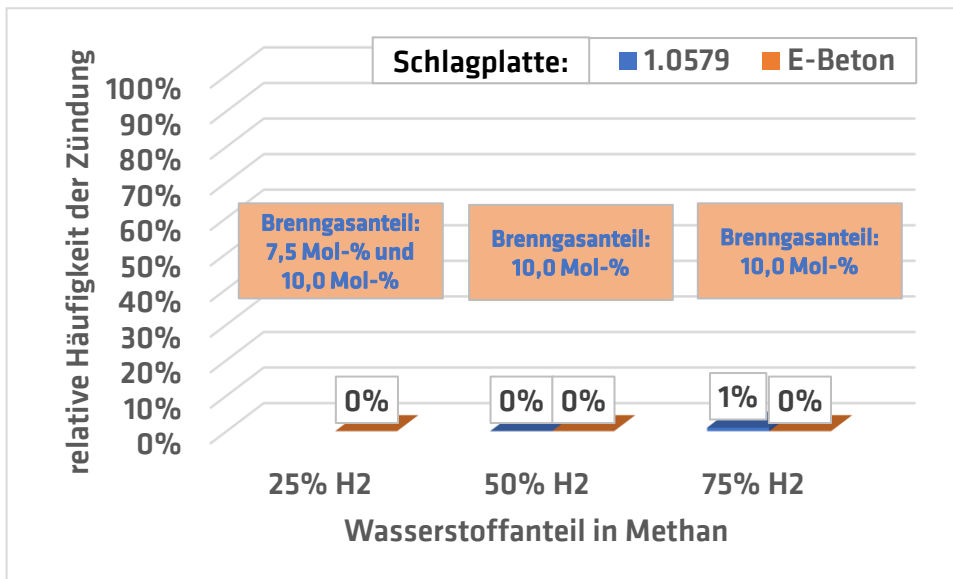 Schlagplatte: 1.0579 E-Beton
relative Häufigkeit der Zündung
100%
90%
80%
70%
60%
50%
40%
30%
20%
10%
0%
Brenngasanteil:
7,5 Mol-% und
10,0 Mol-%
Brenngasanteil:
10,0 Mol-%
Brenngasanteil:
10,0 Mol-%
0%
0%
0%
1%
0%
25% H2
50% H2
75% H2
Wasserstoffanteil in Methan